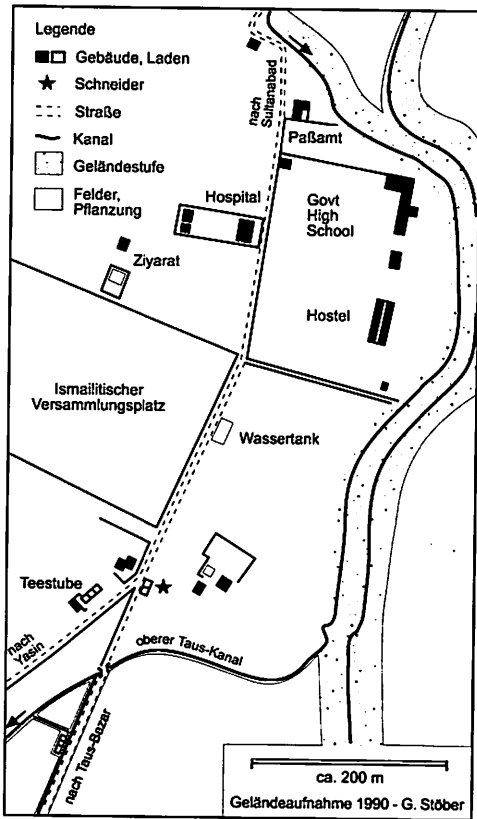 Legende
Gebäude, Laden
Schneider
Straße
Kanal
Geländestufe
Felder,
Pflanzung
nach
Sultanabad
Paßamt
Hospital
Govt
High
School
Ziyarat
Hostel
Ismailitischer
Versammlungsplatz
Wassertank
Teestube
nach
Yasin
oberer Taus-Kanal
nach Taus-Bazar
ca. 200 m
Geländeaufnahme 1990 - G. Stöber